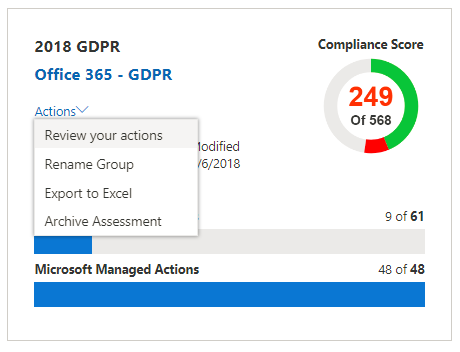 2018 GDPR
Compliance Score
Office 365 - GDPR
249
Of 568
Actions
Review your actions
Rename Group
Export to Excel
Archive Assessment
/6/2018
9 of 61
Microsoft Managed Actions
48 of 48